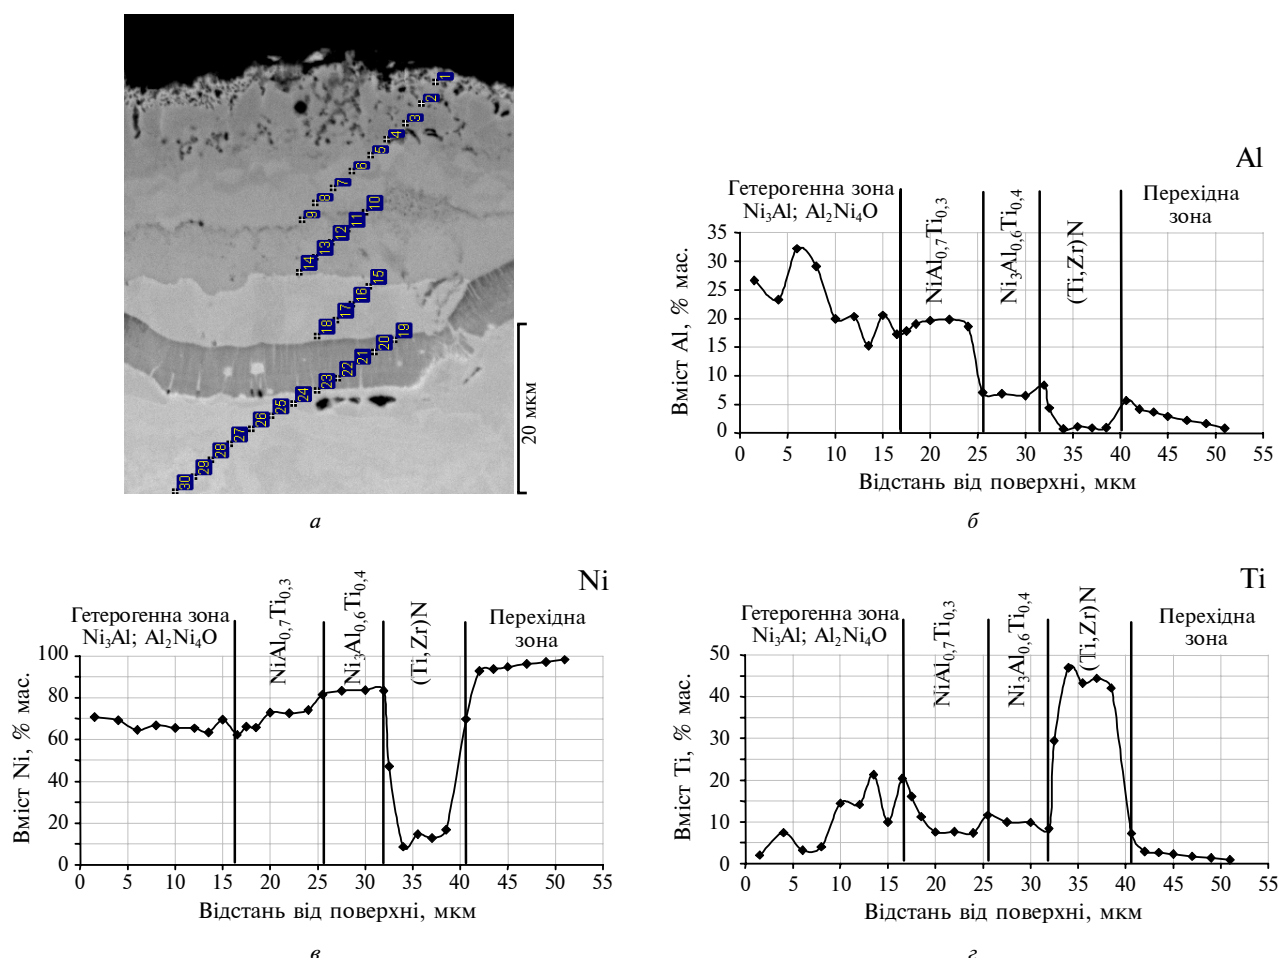 1
2
3
4
5
6
7
8
9
10
11
12
13
14
15
16
17
18
19
20
21
22
23
24
25
26
27
28
29
30
20 мкм
а
Al
Гетерогенна зона
Ni₃Al; Al₂Ni₄O
NiAl₀,₇Ti₀,₃
Ni₃Al₀,₆Ti₀,₄
(Ti,Zr)N
Перехідна
зона
Вміст Al, % мас.
35
30
25
20
15
10
5
0
0 5 10 15 20 25 30 35 40 45 50 55
Відстань від поверхні, мкм
б
Ni
Гетерогенна зона
Ni₃Al; Al₂Ni₄O
NiAl₀,₇Ti₀,₃
Ni₃Al₀,₆Ti₀,₄
(Ti,Zr)N
Перехідна
зона
Вміст Ni, % мас.
100
80
60
40
20
0
0 5 10 15 20 25 30 35 40 45 50 55
Відстань від поверхні, мкм
в
Ti
Гетерогенна зона
Ni₃Al; Al₂Ni₄O
NiAl₀,₇Ti₀,₃
Ni₃Al₀,₆Ti₀,₄
(Ti,Zr)N
Перехідна
зона
Вміст Ti, % мас.
50
40
30
20
10
0
0 5 10 15 20 25 30 35 40 45 50 55
Відстань від поверхні, мкм
г